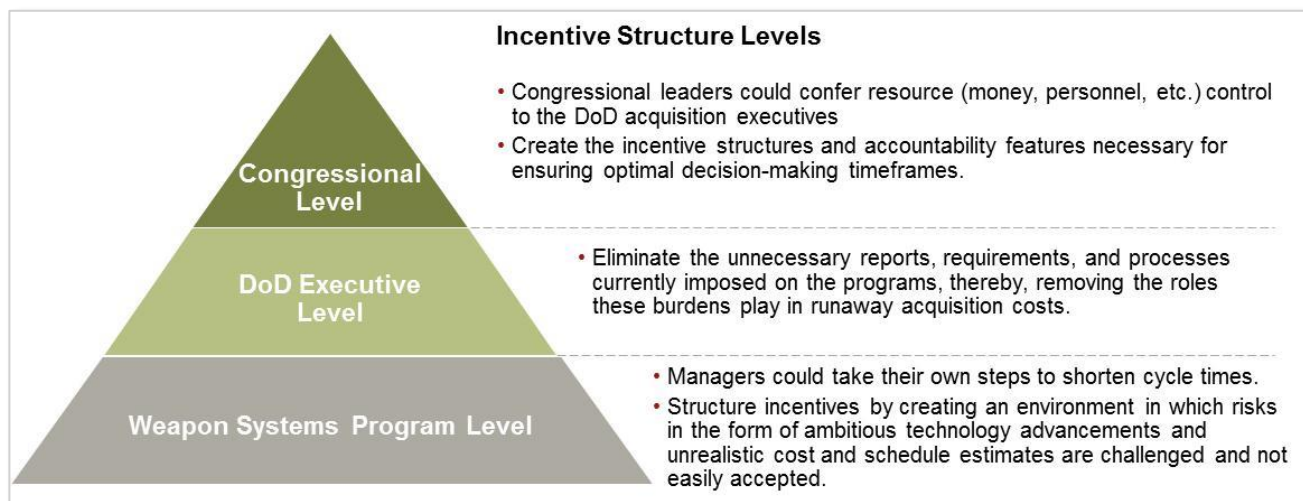 Incentive Structure Levels
• Congressional leaders could confer resource (money, personnel, etc.) control
to the DoD acquisition executives
• Create the incentive structures and accountability features necessary for
ensuring optimal decision-making timeframes.
Congressional
Level
• Eliminate the unnecessary reports, requirements, and processes
currently imposed on the programs, thereby, removing the roles
these burdens play in runaway acquisition costs.
DoD Executive
Level
• Managers could take their own steps to shorten cycle times.
• Structure incentives by creating an environment in which risks
in the form of ambitious technology advancements and
unrealistic cost and schedule estimates are challenged and not
easily accepted.
Weapon Systems Program Level